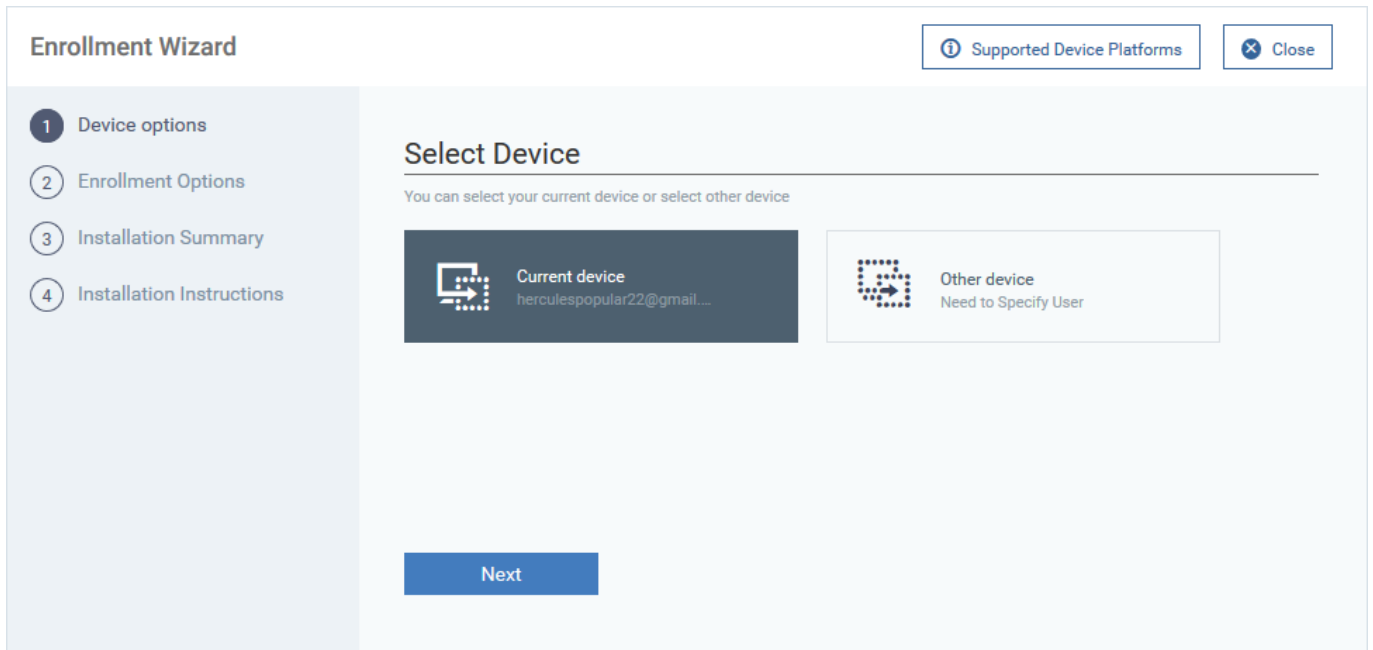 Enrollment Wizard
Supported Device Platforms
Close
1 Device options
2 Enrollment Options
3 Installation Summary
4 Installation Instructions
Select Device
You can select your current device or select other device
Current device
herculespopular22@gmail....
Other device
Need to Specify User
Next